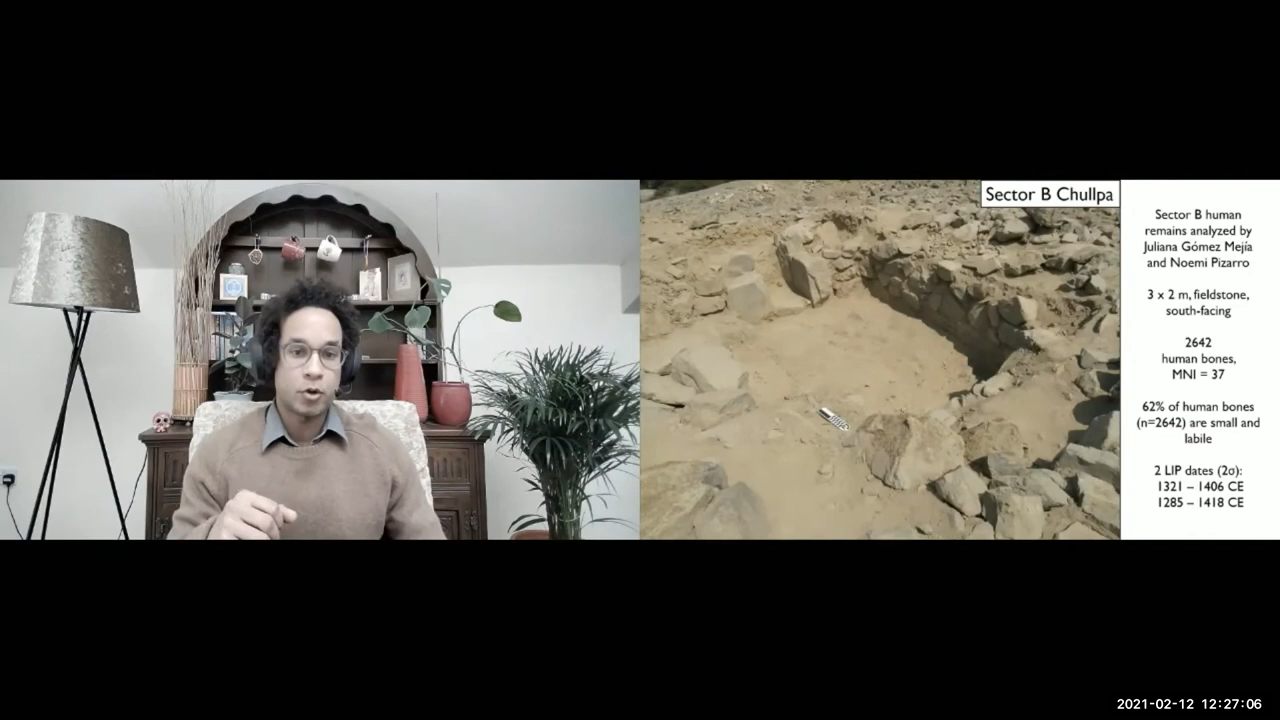 Sector B Chullpa
Sector B human
remains analyzed by
Juliana Gómez Mejía
and Noemi Pizarro
3 x 2 m, fieldstone,
south-facing
2642
human bones,
MNI = 37
62% of human bones
(n=2642) are small and
labile
2 LIP dates (2σ):
1321 – 1406 CE
1285 – 1418 CE
2021-02-12 12:27:06